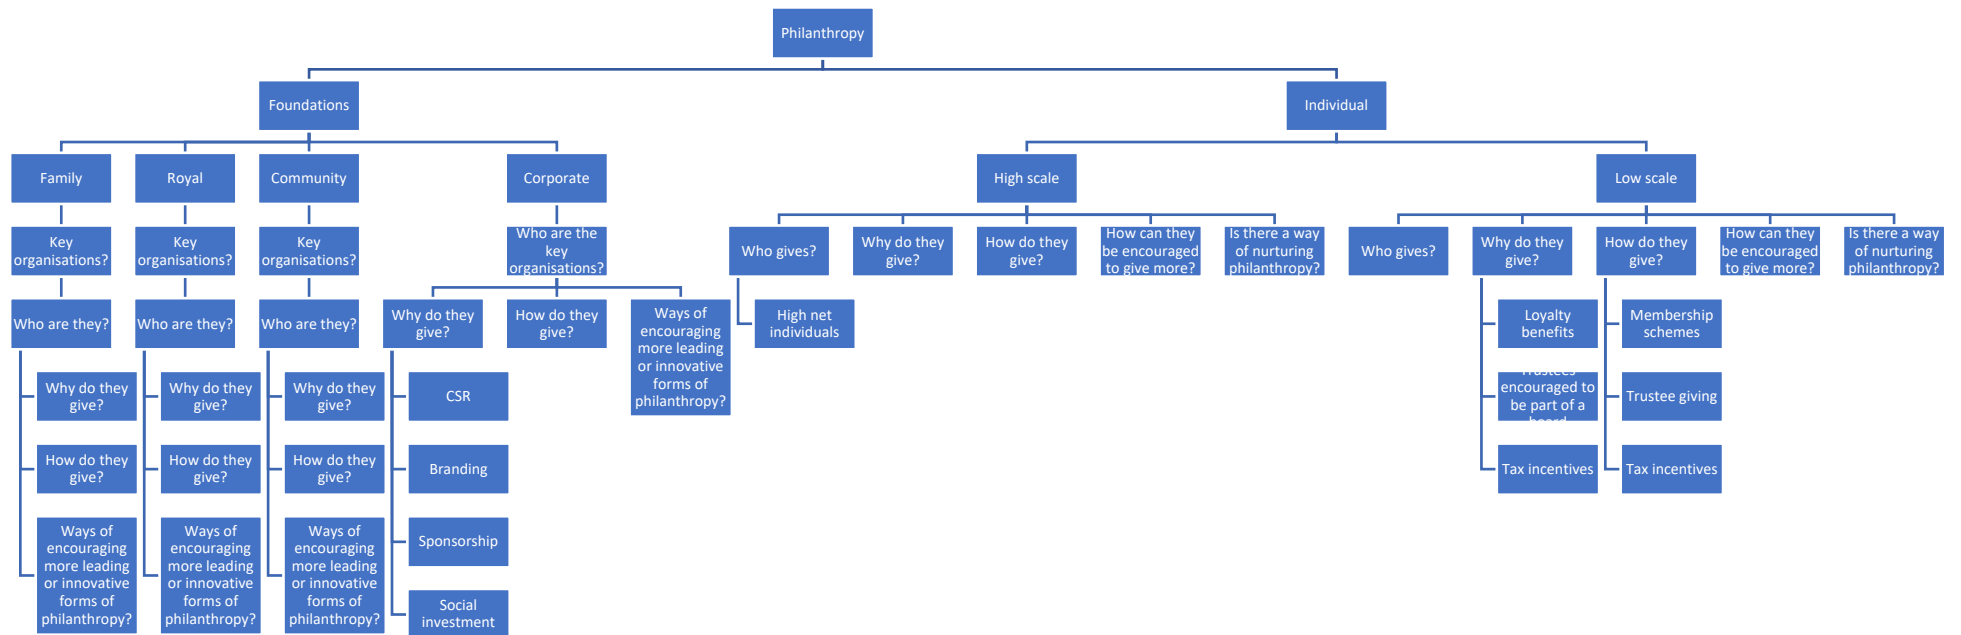 Philanthropy
Foundations
Individual
Family
Royal
Community
Corporate
High scale
Low scale
Key
organisations?
Key
organisations?
Key
organisations?
Who are the
key
organisations?
Who gives?
Why do they
give?
How do they
give?
How can they
be encouraged
to give more?
Is there a way
of nurturing
philanthropy?
Who gives?
Why do they
give?
How do they
give?
How can they
be encouraged
to give more?
Is there a way
of nurturing
philanthropy?
Who are they?
Who are they?
Who are they?
Why do they
give?
How do they
give?
Ways of
encouraging
more leading
or innovative
forms of
philanthropy?
High net
individuals
Loyalty
benefits
Membership
schemes
Why do they
give?
Why do they
give?
Why do they
give?
CSR
Trustees
encouraged to
be part of a
board
Trustee giving
How do they
give?
How do they
give?
How do they
give?
Branding
Tax incentives
Tax incentives
Ways of
encouraging
more leading
or innovative
forms of
philanthropy?
Ways of
encouraging
more leading
or innovative
forms of
philanthropy?
Ways of
encouraging
more leading
or innovative
forms of
philanthropy?
Sponsorship
Social
investment